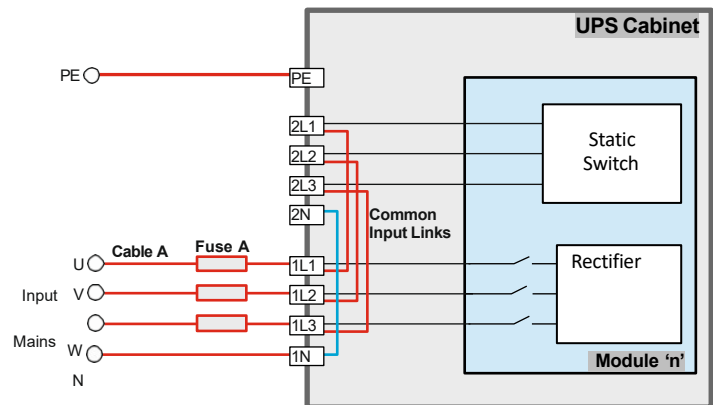 UPS Cabinet
PE
PE
2L1
2L2
2L3
2N
Static
Switch
Common
Input Links
Cable A
Fuse A
U
1L1
Rectifier
Input
V
1L2
Mains
1L3
W
1N
N
Module ‘n’